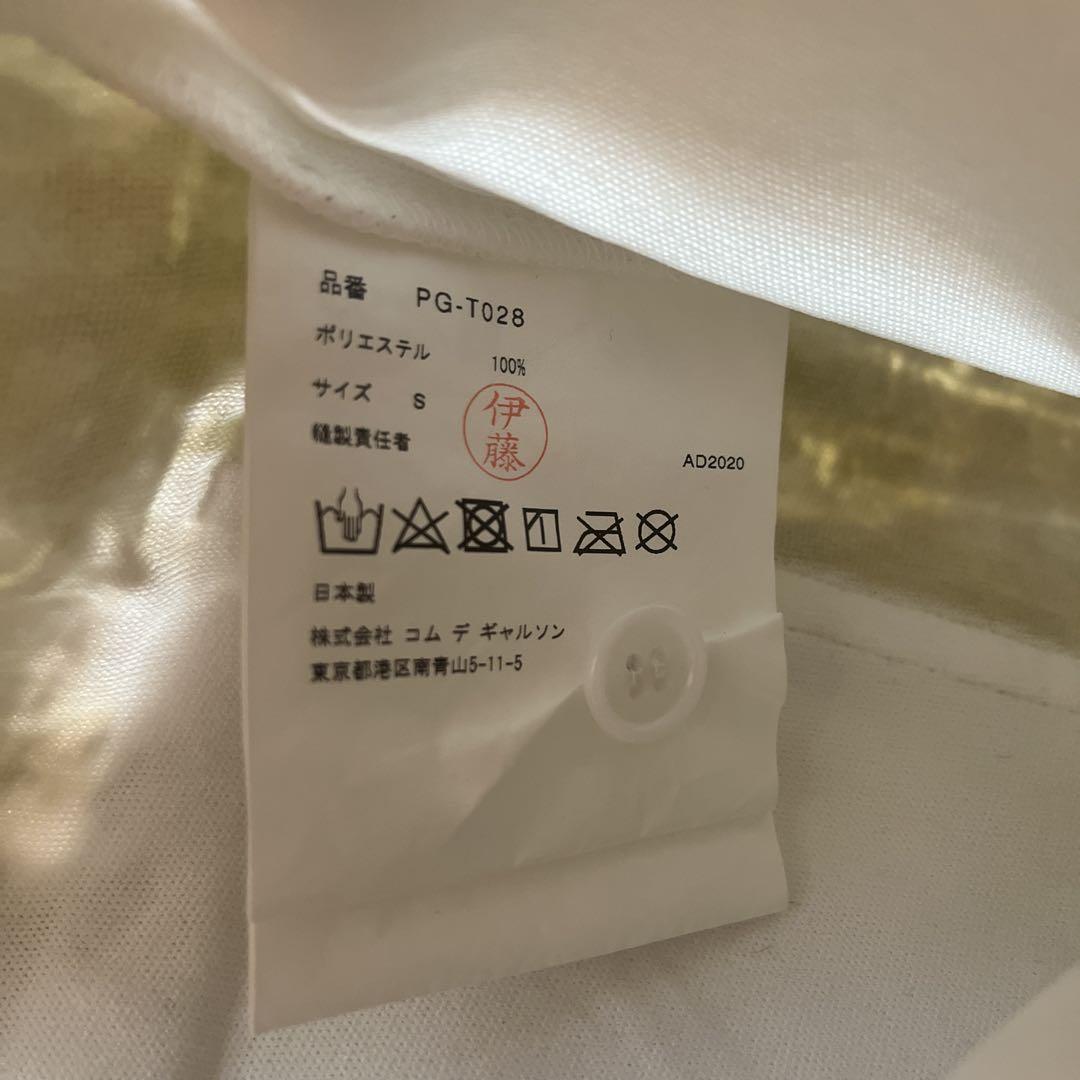 品番 PG-T028
ポリエステル 100%
サイズ S
縫製責任者 伊藤
AD2020
日本製
株式会社 コム デ ギャルソン
東京都港区南青山5-11-5